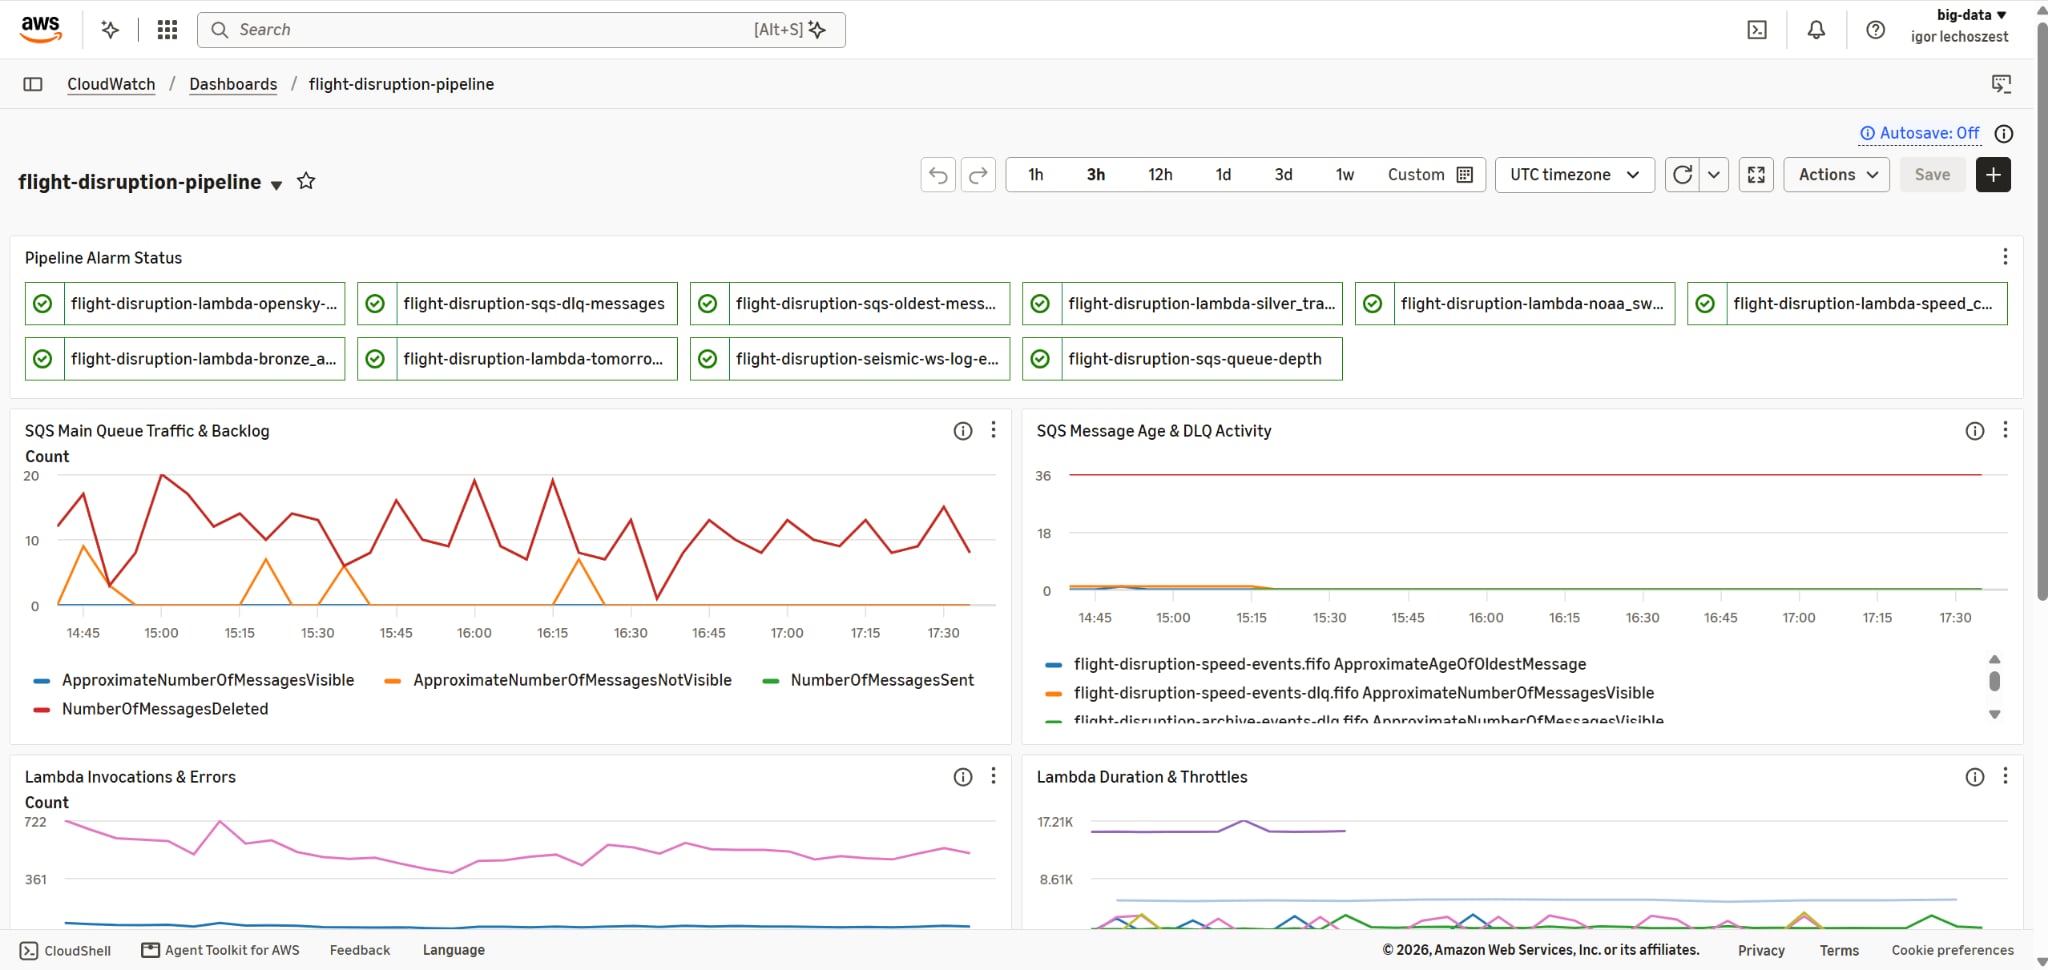 aws
Search [Alt+S]
big-data
igor lechoszest
CloudWatch / Dashboards / flight-disruption-pipeline
Autosave: Off
flight-disruption-pipeline
1h 3h 12h 1d 3d 1w Custom
UTC timezone
Actions
Save
Pipeline Alarm Status
flight-disruption-lambda-opensky-...
flight-disruption-sqs-dlq-messages
flight-disruption-sqs-oldest-mess...
flight-disruption-lambda-silver_tra...
flight-disruption-lambda-noaa_sw...
flight-disruption-lambda-speed_c...
flight-disruption-lambda-bronze_a...
flight-disruption-lambda-tomorro...
flight-disruption-seismic-ws-log-e...
flight-disruption-sqs-queue-depth
SQS Main Queue Traffic & Backlog
Count
20
10
0
14:45 15:00 15:15 15:30 15:45 16:00 16:15 16:30 16:45 17:00 17:15 17:30
ApproximateNumberOfMessagesVisible ApproximateNumberOfMessagesNotVisible NumberOfMessagesSent
NumberOfMessagesDeleted
SQS Message Age & DLQ Activity
36
18
0
14:45 15:00 15:15 15:30 15:45 16:00 16:15 16:30 16:45 17:00 17:15 17:30
flight-disruption-speed-events.fifo ApproximateAgeOfOldestMessage
flight-disruption-speed-events-dlq.fifo ApproximateNumberOfMessagesVisible
flight-disruption-archive-events-dlq.fifo ApproximateNumberOfMessagesVisible
Lambda Invocations & Errors
Count
722
361
Lambda Duration & Throttles
17.21K
8.61K
CloudShell
Agent Toolkit for AWS
Feedback
Language
© 2026, Amazon Web Services, Inc. or its affiliates.
Privacy
Terms
Cookie preferences